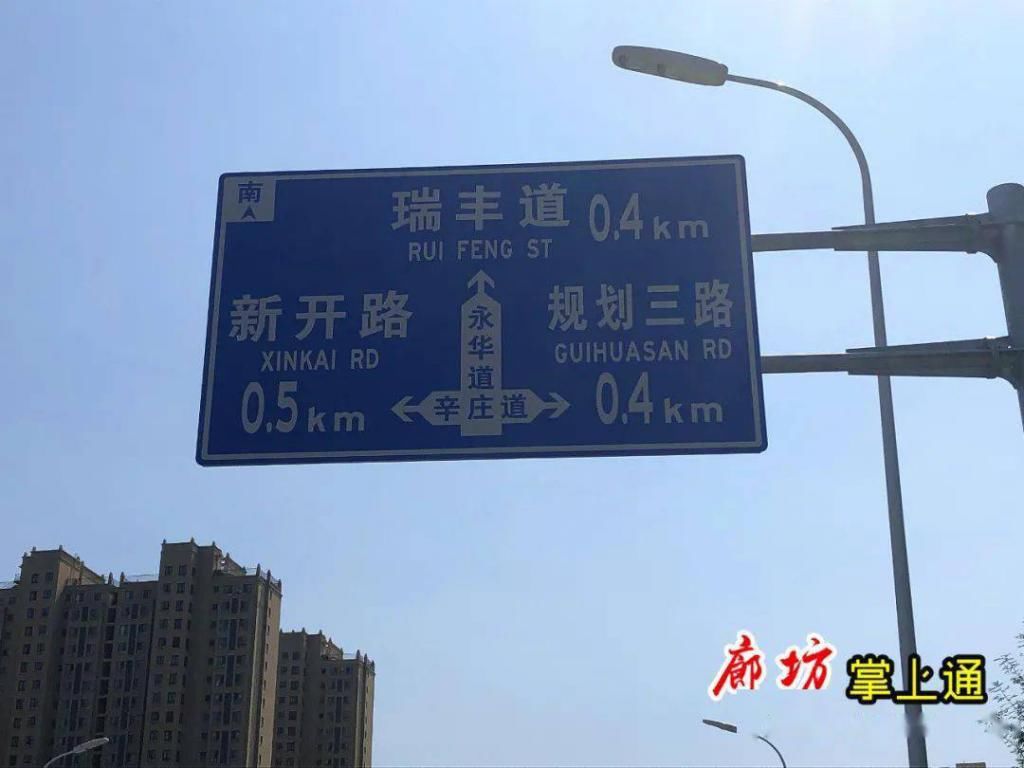 南
瑞丰道 0.4km
RUI FENG ST
新开路
XINKAI RD
0.5km
永华道
辛庄道
规划三路
GUIHUASAN RD
0.4km
廊坊 掌上通